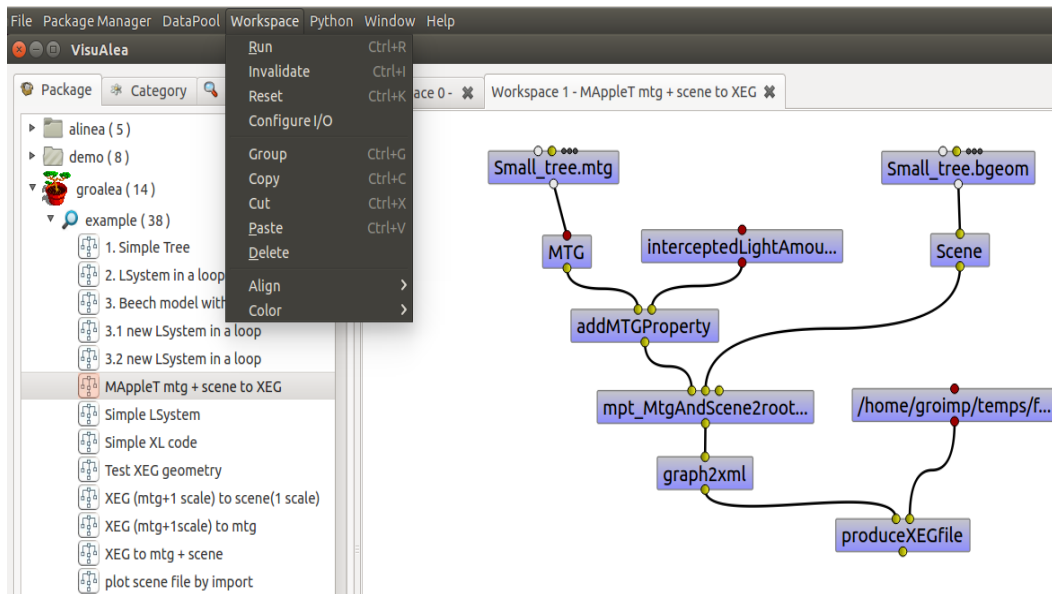 File Package Manager DataPool Workspace Python Window Help
VisuAlea
Run Ctrl+R
Invalidate Ctrl+I
Reset Ctrl+K
Configure I/O
Group Ctrl+G
Copy Ctrl+C
Cut Ctrl+X
Paste Ctrl+V
Delete
Align
Color
Package Category
ace 0 - Workspace 1 - MAppleT mtg + scene to XEG
alinea ( 5 )
demo ( 8 )
groalea ( 14 )
example ( 38 )
1. Simple Tree
2. LSystem in a loop
3. Beech model with
3.1 new LSystem in a loop
3.2 new LSystem in a loop
MAppleT mtg + scene to XEG
Simple LSystem
Simple XL code
Test XEG geometry
XEG (mtg+1 scale) to scene(1 scale)
XEG (mtg+1scale) to mtg
XEG to mtg + scene
plot scene file by import
Small_tree.mtg
Small_tree.bgeom
MTG
interceptedLightAmou...
Scene
addMTGProperty
mpt_MtgAndScene2root...
/home/groimp/temps/f...
graph2xml
produceXEGfile